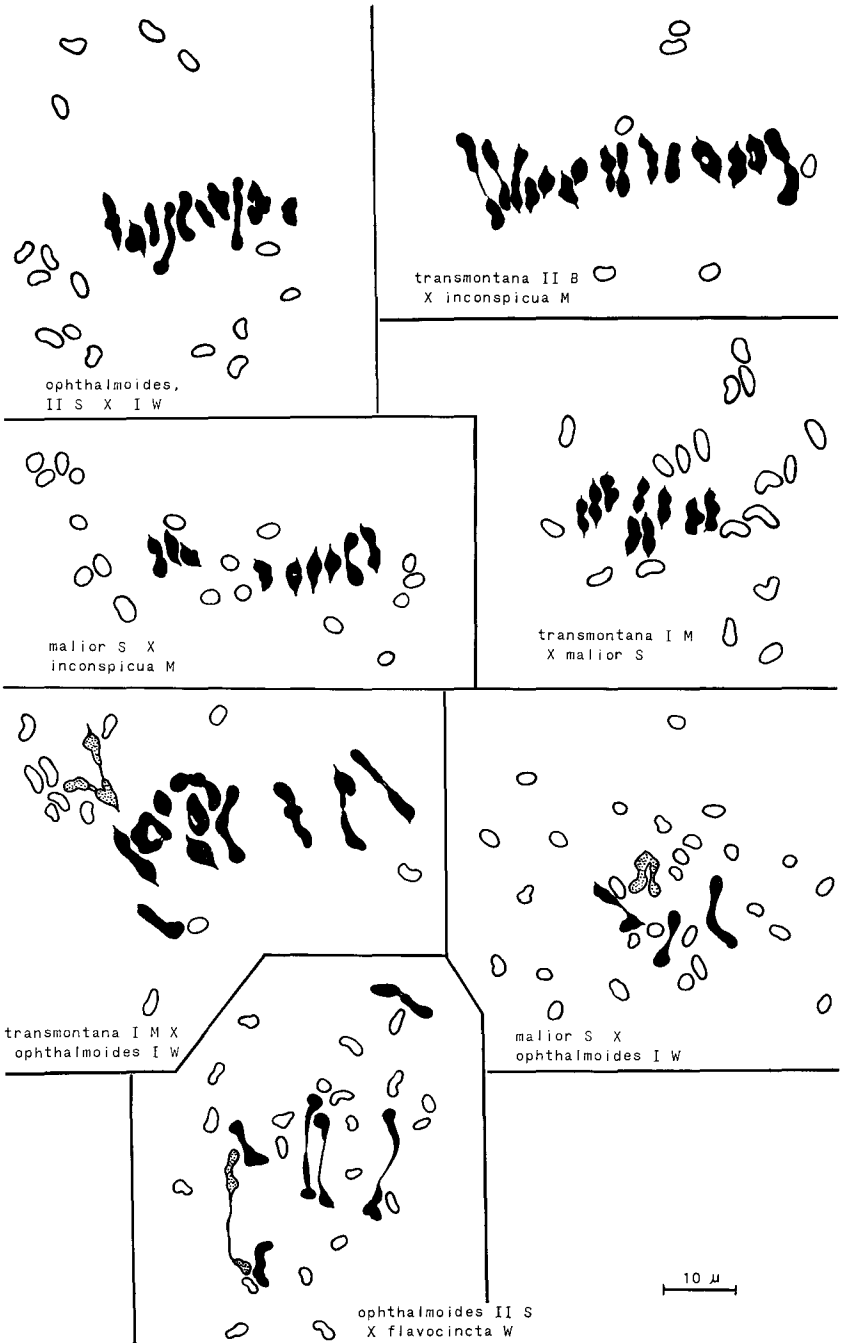 transmontana II B
X inconspicua M
ophthalmoides,
II S X I W
malior S X
inconspicua M
transmontana I M
X malior S
transmontana I M X
ophthalmoides I W
malior S X
ophthalmoides I W
10 μ
ophthalmoides II S
X flavocincta W